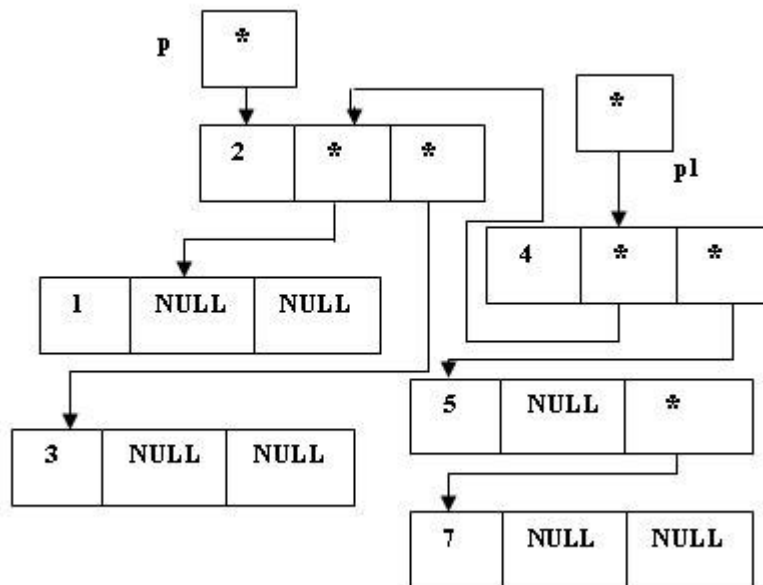 p *
*
2 * *
p1
4 * *
1 NULL NULL
5 NULL *
3 NULL NULL
7 NULL NULL